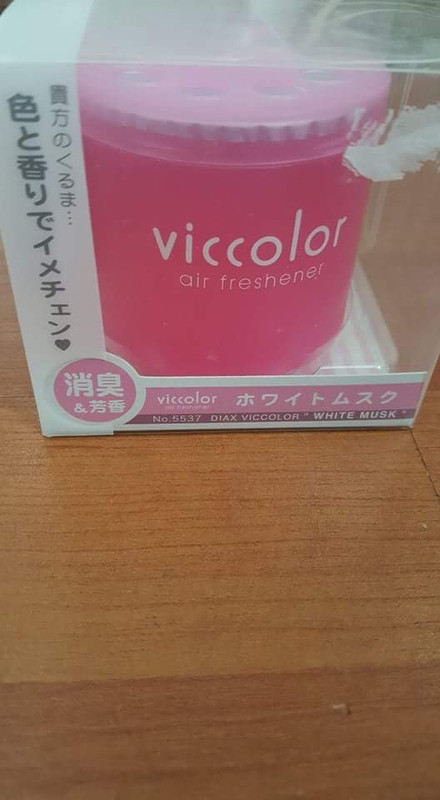 貴方のくるま…
色と香りでイメチェン♥
viccolor
air freshener
消臭
&芳香
viccolor
air freshener
ホワイトムスク
No.5537 DIAX VICCOLOR " WHITE MUSK "